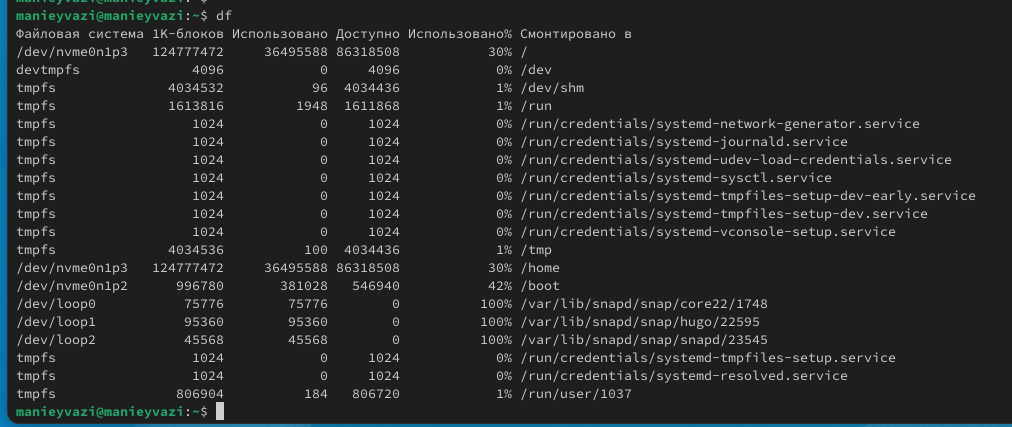 manieyvazi@manieyvazi:~$ df
Файловая система 1K-блоков Использовано Доступно Использовано% Смонтировано в
/dev/nvme0n1p3 124777472 36495588 86318508 30% /
devtmpfs 4096 0 4096 0% /dev
tmpfs 4034532 96 4034436 1% /dev/shm
tmpfs 1613816 1948 1611868 1% /run
tmpfs 1024 0 1024 0% /run/credentials/systemd-network-generator.service
tmpfs 1024 0 1024 0% /run/credentials/systemd-journald.service
tmpfs 1024 0 1024 0% /run/credentials/systemd-udev-load-credentials.service
tmpfs 1024 0 1024 0% /run/credentials/systemd-sysctl.service
tmpfs 1024 0 1024 0% /run/credentials/systemd-tmpfiles-setup-dev-early.service
tmpfs 1024 0 1024 0% /run/credentials/systemd-tmpfiles-setup-dev.service
tmpfs 1024 0 1024 0% /run/credentials/systemd-vconsole-setup.service
tmpfs 4034536 100 4034436 1% /tmp
/dev/nvme0n1p3 124777472 36495588 86318508 30% /home
/dev/nvme0n1p2 996780 381028 546940 42% /boot
/dev/loop0 75776 75776 0 100% /var/lib/snapd/snap/core22/1748
/dev/loop1 95360 95360 0 100% /var/lib/snapd/snap/hugo/22595
/dev/loop2 45568 45568 0 100% /var/lib/snapd/snap/snapd/23545
tmpfs 1024 0 1024 0% /run/credentials/systemd-tmpfiles-setup.service
tmpfs 1024 0 1024 0% /run/credentials/systemd-resolved.service
tmpfs 806904 184 806720 1% /run/user/1037
manieyvazi@manieyvazi:~$